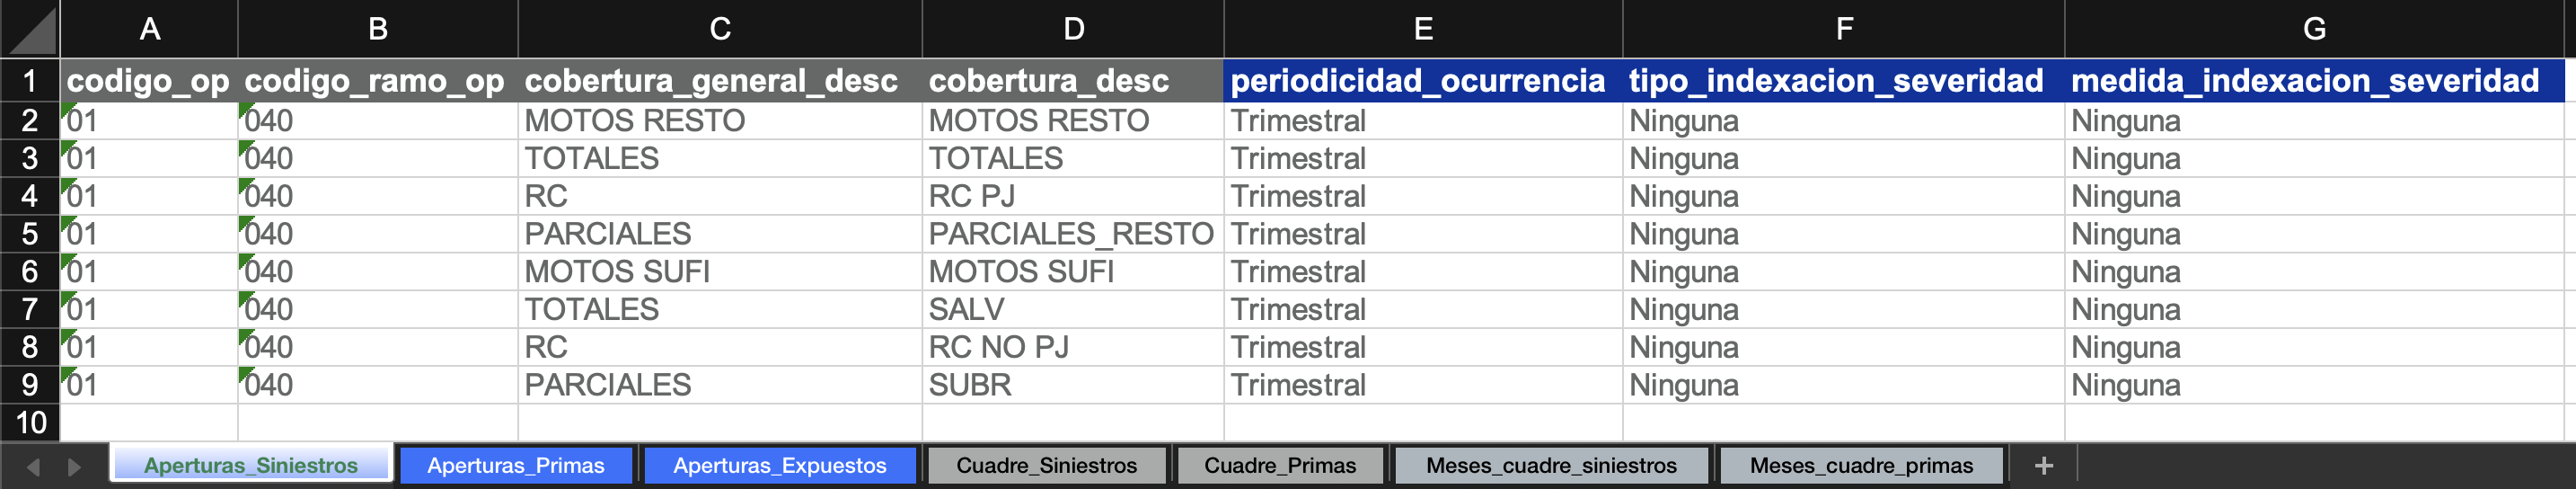 A B C D E F G
1 codigo_op codigo_ramo_op cobertura_general_desc cobertura_desc periodicidad_ocurrencia tipo_indexacion_severidad medida_indexacion_severidad
2 01 040 MOTOS RESTO MOTOS RESTO Trimestral Ninguna Ninguna
3 01 040 TOTALES TOTALES Trimestral Ninguna Ninguna
4 01 040 RC RC PJ Trimestral Ninguna Ninguna
5 01 040 PARCIALES PARCIALES_RESTO Trimestral Ninguna Ninguna
6 01 040 MOTOS SUFI MOTOS SUFI Trimestral Ninguna Ninguna
7 01 040 TOTALES SALV Trimestral Ninguna Ninguna
8 01 040 RC RC NO PJ Trimestral Ninguna Ninguna
9 01 040 PARCIALES SUBR Trimestral Ninguna Ninguna
10
Aperturas_Siniestros Aperturas_Primas Aperturas_Expuestos Cuadre_Siniestros Cuadre_Primas Meses_cuadre_siniestros Meses_cuadre_primas +